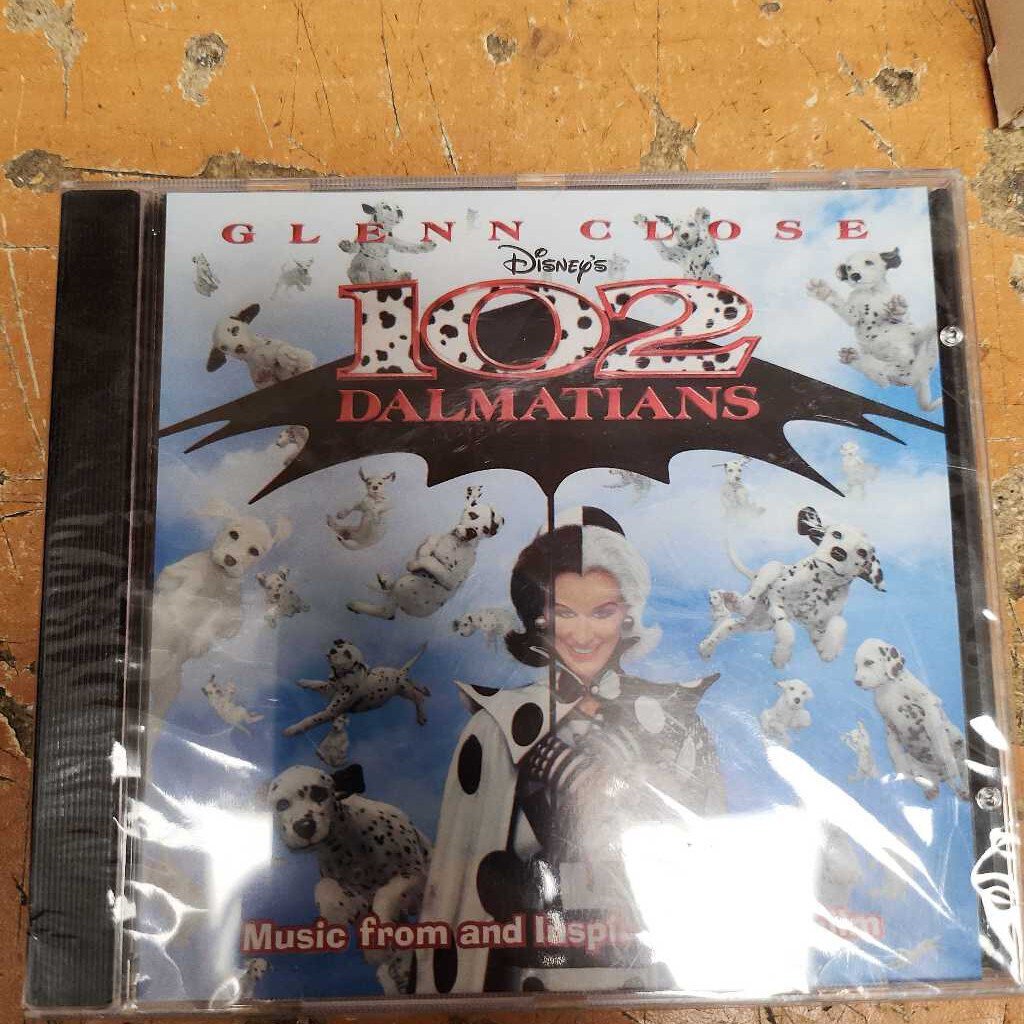 GLENN CLOSE
DISNEY'S
102
DALMATIANS
Music from and